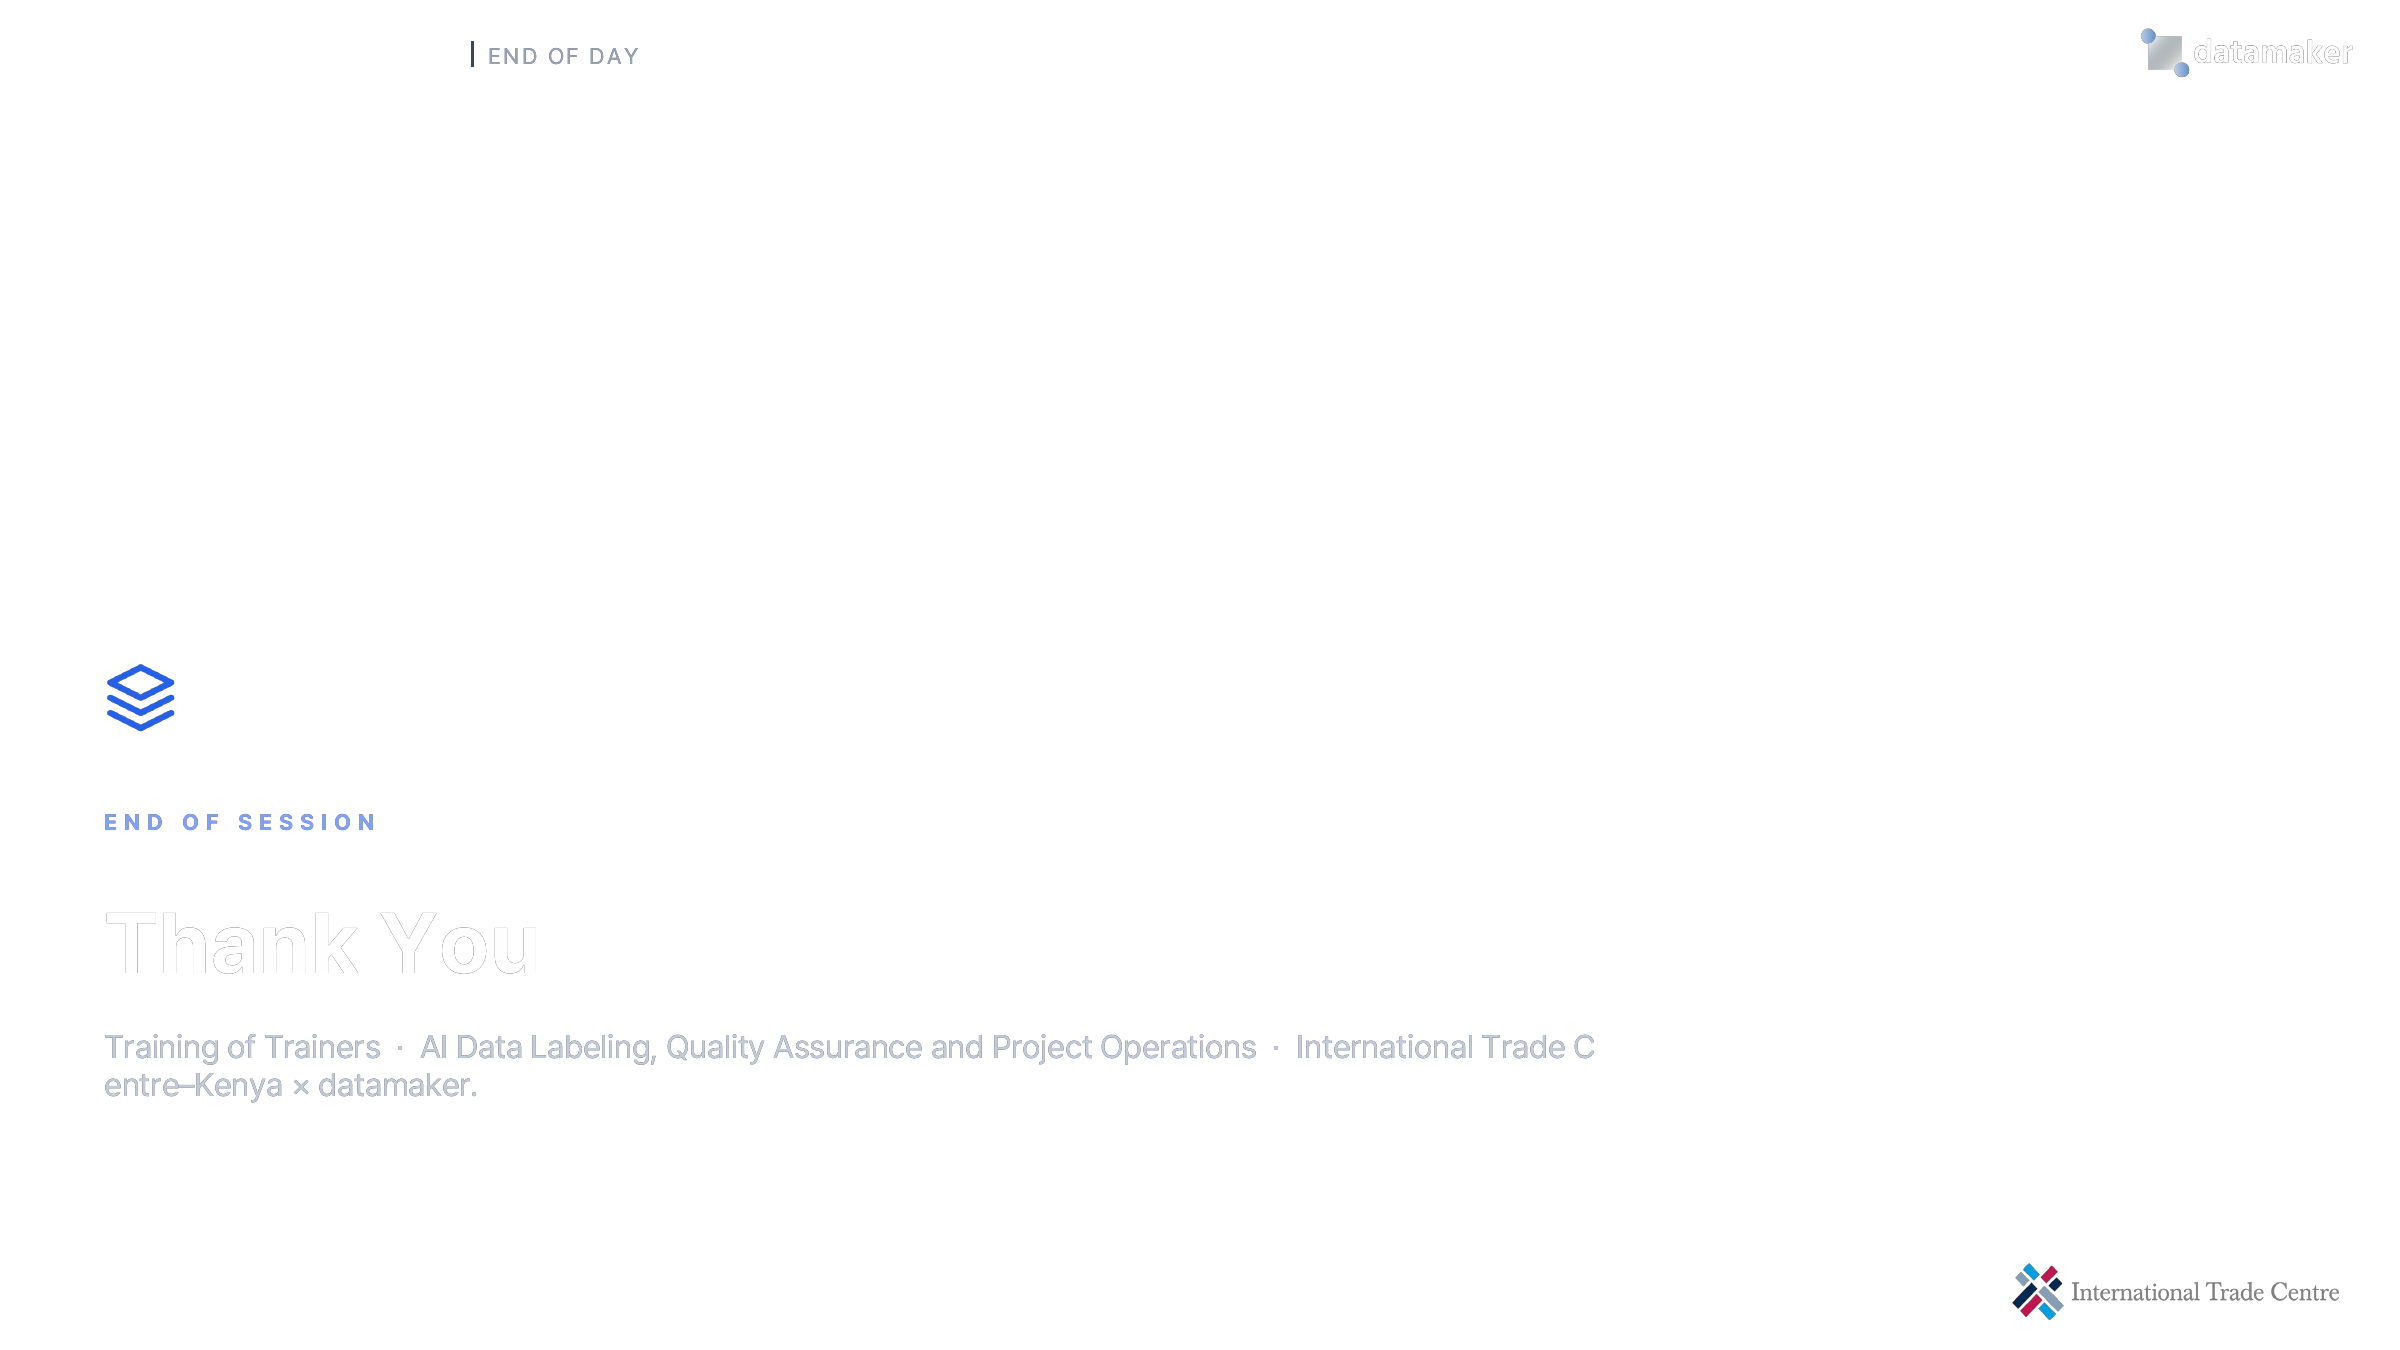 END OF DAY
datamaker
END OF SESSION
Thank You
Training of Trainers · AI Data Labeling, Quality Assurance and Project Operations · International Trade C
entre–Kenya × datamaker.
International Trade Centre